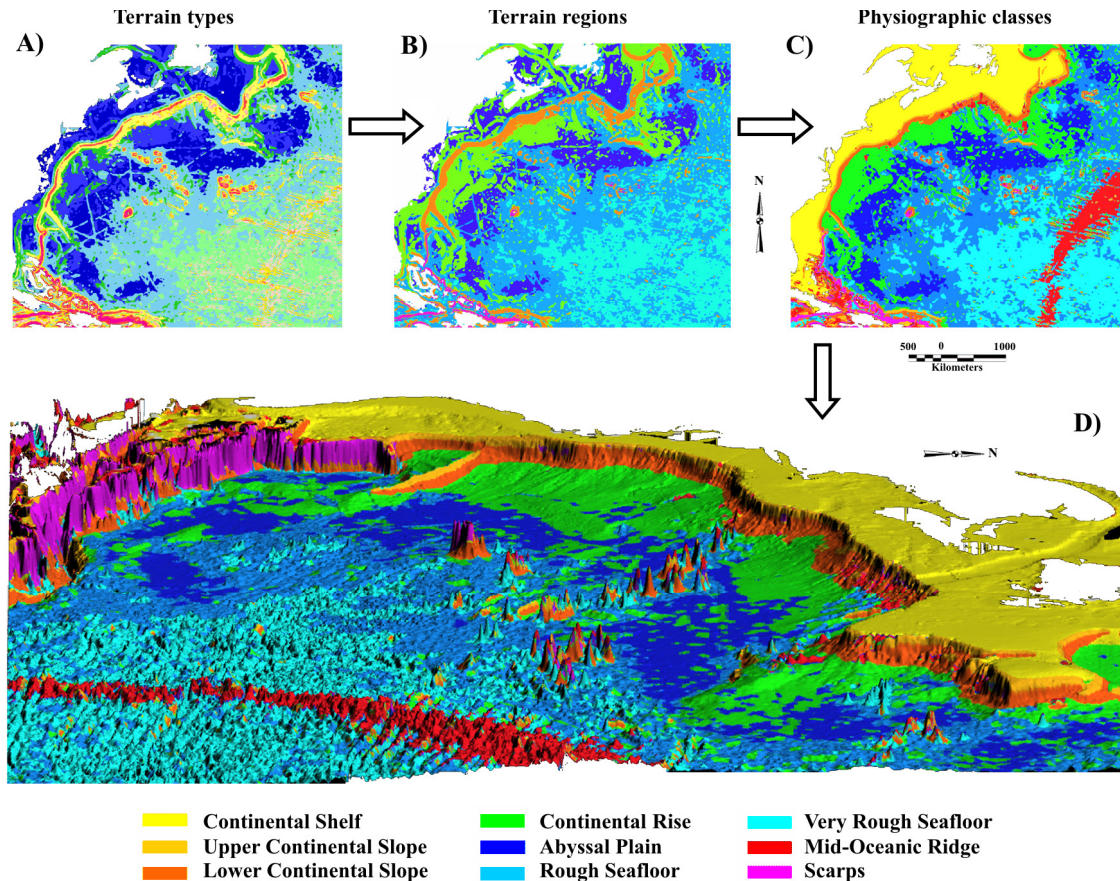 Terrain types
Terrain regions
Physiographic classes
A)
B)
C)
N
500 0 1000
Kilometers
D)
N
Continental Shelf
Upper Continental Slope
Lower Continental Slope
Continental Rise
Abyssal Plain
Rough Seafloor
Very Rough Seafloor
Mid-Oceanic Ridge
Scarps